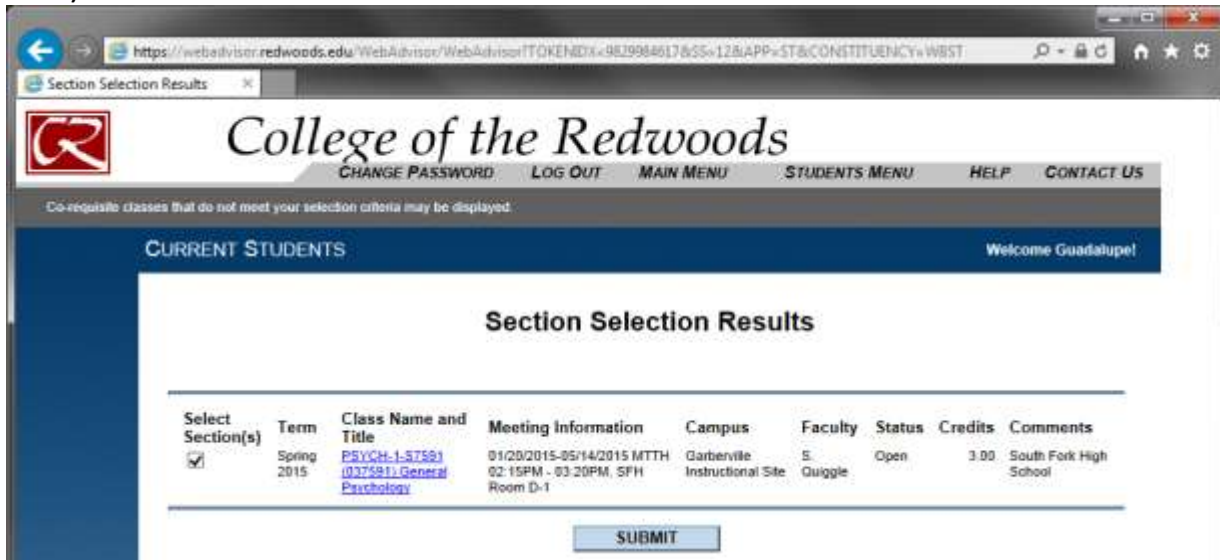 https://webadvisor.redwoods.edu/WebAdvisor/WebAdvisor?TOKENIDX=9829984617&SS=12&APP=ST&CONSTITUENCY=WBST
Section Selection Results
CR
College of the Redwoods
CHANGE PASSWORD LOG OUT MAIN MENU STUDENTS MENU HELP CONTACT US
Co-requisite classes that do not meet your selection criteria may be displayed.
CURRENT STUDENTS Welcome Guadalupe!
Section Selection Results
Select Term Class Name and Meeting Information Campus Faculty Status Credits Comments
Section(s) Title
Spring PSYCH-1-S7591 01/20/2015-05/14/2015 MTTH Garberville S. Open 3.00 South Fork High
2015 (037591) General 02:15PM - 03:20PM, SFH Instructional Site Quiggle School
Psychology Room D-1
SUBMIT